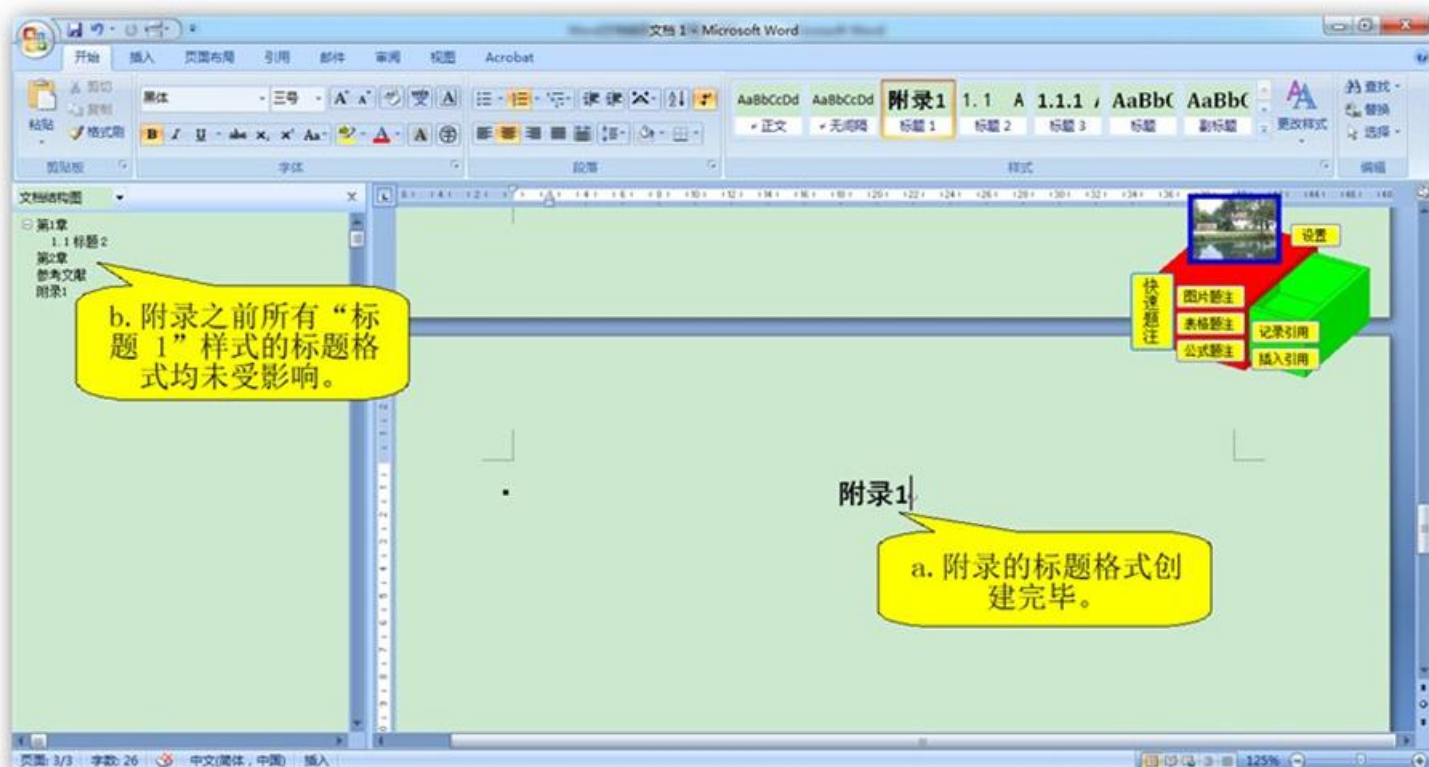 文档 1 - Microsoft Word
开始 插入 页面布局 引用 邮件 审阅 视图 Acrobat
剪切
复制
粘贴 格式刷
黑体 三号
AaBbCcDd AaBbCcDd 附录1 1.1 A 1.1.1 AaBb( AaBb(
正文 无间隔 标题 1 标题 2 标题 3 标题 副标题
更改样式
查找
替换
选择
剪贴板 字体 段落 样式 编辑
文档结构图
第1章
1.1 标题 2
第2章
参考文献
附录1
b. 附录之前所有“标
题 1”样式的标题格
式均未受影响。
设置
快速题注
图片题注
表格题注
公式题注
记录引用
插入引用
附录1
a. 附录的标题格式创
建完毕。
页面: 3/3 字数: 26 中文(简体, 中国) 插入 125%